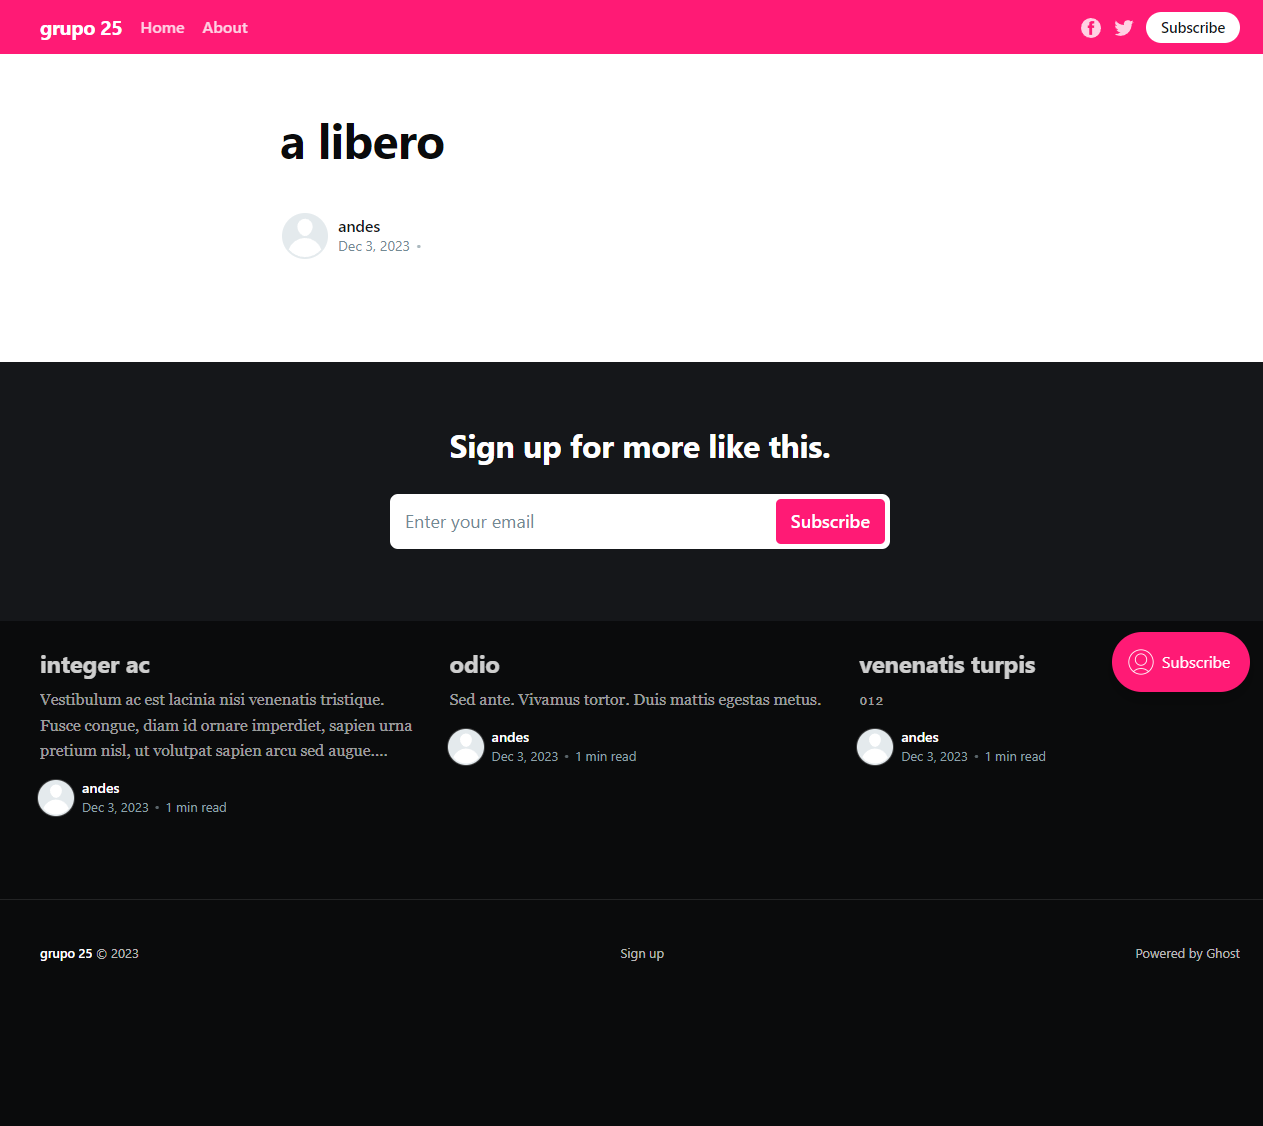 grupo 25 Home About Subscribe
a libero
andes
Dec 3, 2023 •
Sign up for more like this.
Enter your email Subscribe
integer ac
Vestibulum ac est lacinia nisi venenatis tristique.
Fusce congue, diam id ornare imperdiet, sapien urna
pretium nisl, ut volutpat sapien arcu sed augue....
andes
Dec 3, 2023 • 1 min read
odio
Sed ante. Vivamus tortor. Duis mattis egestas metus.
andes
Dec 3, 2023 • 1 min read
venenatis turpis
012
andes
Dec 3, 2023 • 1 min read
Subscribe
grupo 25 © 2023
Sign up
Powered by Ghost